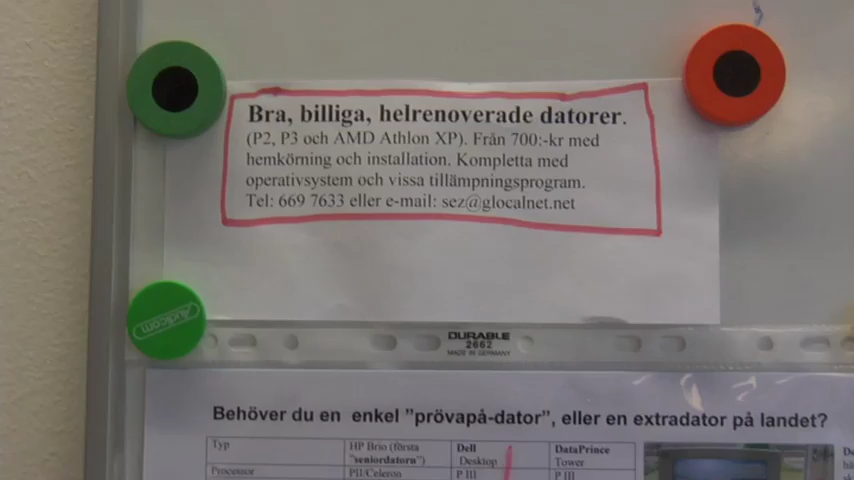 Bra, billiga, helrenoverade datorer.
(P2, P3 och AMD Athlon XP). Från 700:-kr med
hemkörning och installation. Kompletta med
operativsystem och vissa tillämpningsprogram.
Tel: 669 7633 eller e-mail: sez@glocalnet.net
Axlicom
DURABLE
2662
MADE IN GERMANY
Behöver du en enkel ”prövapå-dator”, eller en extradator på landet?
Typ HP Brio (första Dell DataPrince
”seniordatorn”) Desktop Tower
Processor PII/Celeron P III P III